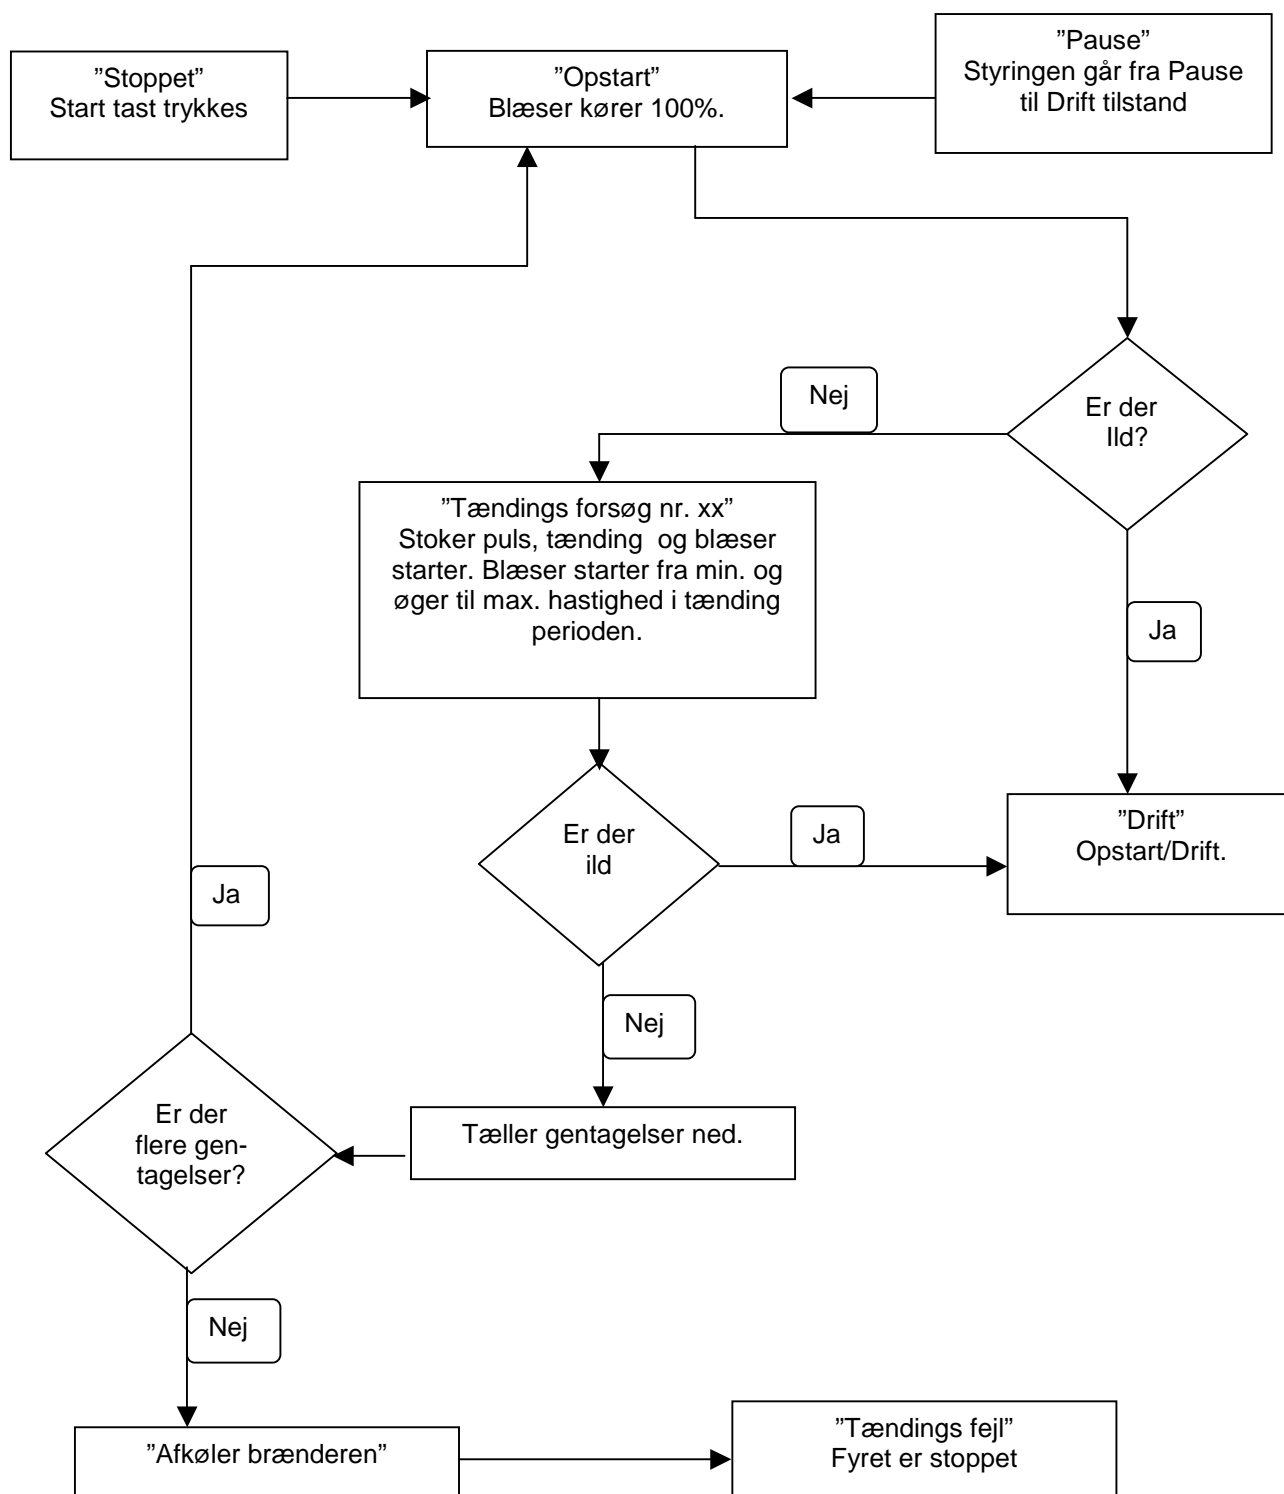 ”Stoppet”
Start tast trykkes
”Opstart”
Blæser kører 100%.
”Pause”
Styringen går fra Pause
til Drift tilstand
Nej
Er der
Ild?
”Tændings forsøg nr. xx”
Stoker puls, tænding  og blæser
starter. Blæser starter fra min. og
øger til max. hastighed i tænding
perioden.
Ja
Er der
ild
Ja
”Drift”
Opstart/Drift.
Ja
Nej
Er der
flere gen-
tagelser?
Tæller gentagelser ned.
Nej
”Afkøler brænderen”
”Tændings fejl”
Fyret er stoppet